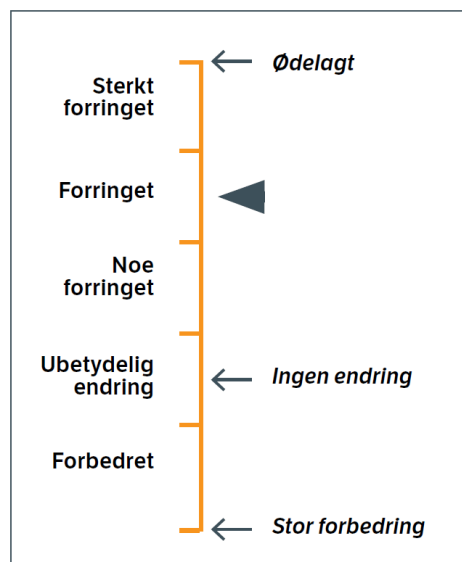 Ødelagt
Sterkt
forringet
Forringet
Noe
forringet
Ubetydelig
endring
Ingen endring
Forbedret
Stor forbedring